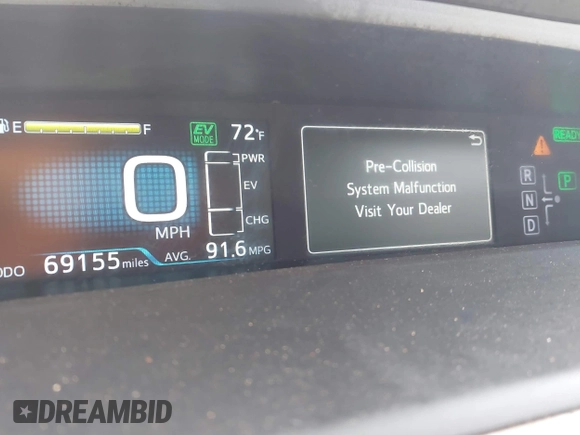 E F
EV
MODE
72°F
READY
PWR
EV
CHG
0
MPH
ODO 69155 miles
AVG. 91.6 MPG
Pre-Collision
System Malfunction
Visit Your Dealer
R
N
D
P
DREAMBID